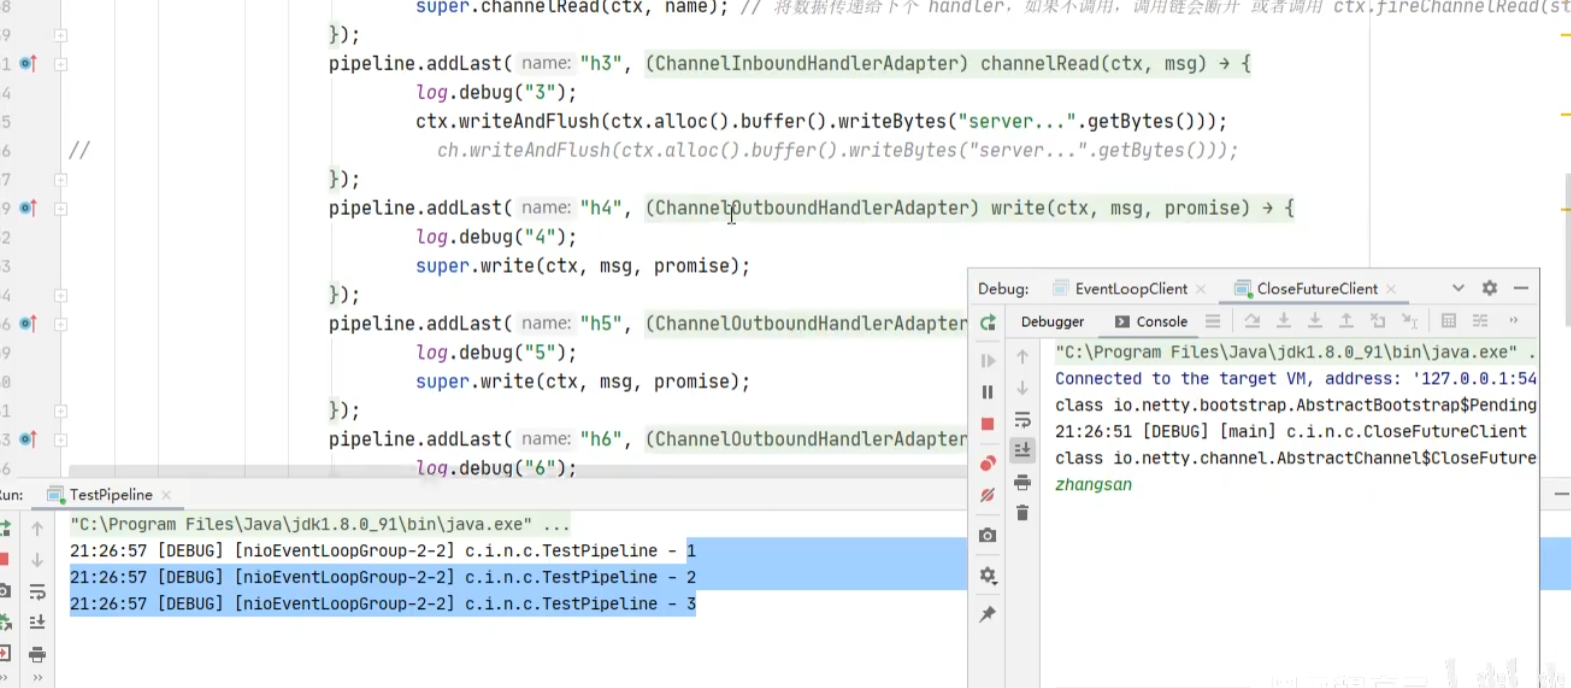 super.channelRead(ctx, name); // 将数据传递给下个 handler，如果不调用，调用链会断开 或者调用 ctx.fireChannelRead(st
});
pipeline.addLast( name: "h3", (ChannelInboundHandlerAdapter) channelRead(ctx, msg) → {
log.debug("3");
ctx.writeAndFlush(ctx.alloc().buffer().writeBytes("server...".getBytes()));
// ch.writeAndFlush(ctx.alloc().buffer().writeBytes("server...".getBytes()));
});
pipeline.addLast( name: "h4", (ChannelOutboundHandlerAdapter) write(ctx, msg, promise) → {
log.debug("4");
super.write(ctx, msg, promise);
});
pipeline.addLast( name: "h5", (ChannelOutboundHandlerAdapter
log.debug("5");
super.write(ctx, msg, promise);
});
pipeline.addLast( name: "h6", (ChannelOutboundHandlerAdapter
log.debug("6");
Debug: EventLoopClient CloseFutureClient
Debugger Console
"C:\Program Files\Java\jdk1.8.0_91\bin\java.exe" .
Connected to the target VM, address: '127.0.0.1:54
class io.netty.bootstrap.AbstractBootstrap$Pending
21:26:51 [DEBUG] [main] c.i.n.c.CloseFutureClient
class io.netty.channel.AbstractChannel$CloseFuture
zhangsan
un: TestPipeline
"C:\Program Files\Java\jdk1.8.0_91\bin\java.exe" ...
21:26:57 [DEBUG] [nioEventLoopGroup-2-2] c.i.n.c.TestPipeline - 1
21:26:57 [DEBUG] [nioEventLoopGroup-2-2] c.i.n.c.TestPipeline - 2
21:26:57 [DEBUG] [nioEventLoopGroup-2-2] c.i.n.c.TestPipeline - 3